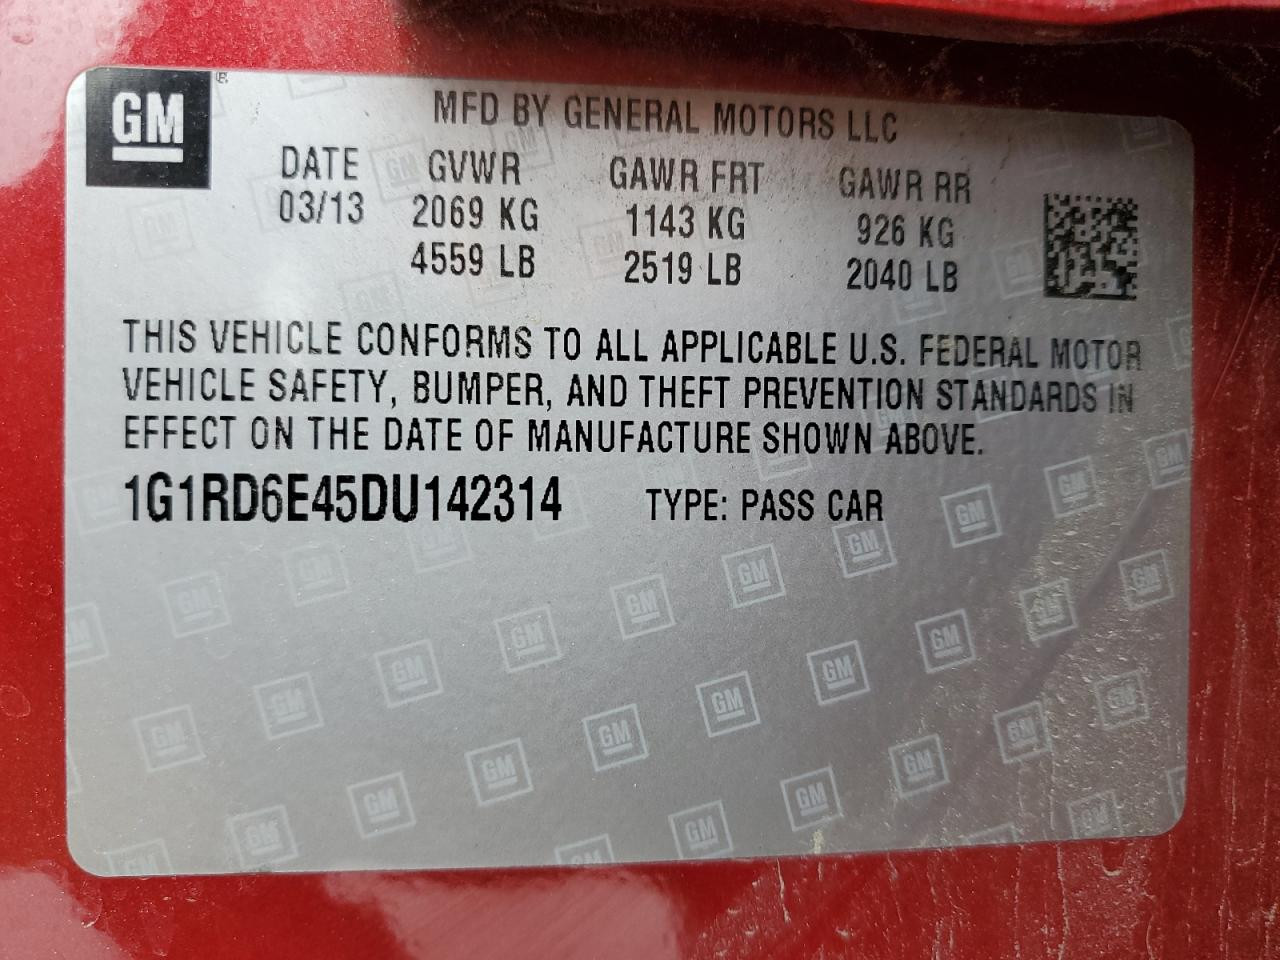 GM
MFD BY GENERAL MOTORS LLC
DATE GVWR GAWR FRT GAWR RR
03/13 2069 KG 1143 KG 926 KG
4559 LB 2519 LB 2040 LB
THIS VEHICLE CONFORMS TO ALL APPLICABLE U.S. FEDERAL MOTOR
VEHICLE SAFETY, BUMPER, AND THEFT PREVENTION STANDARDS IN
EFFECT ON THE DATE OF MANUFACTURE SHOWN ABOVE.
1G1RD6E45DU142314 TYPE: PASS CAR